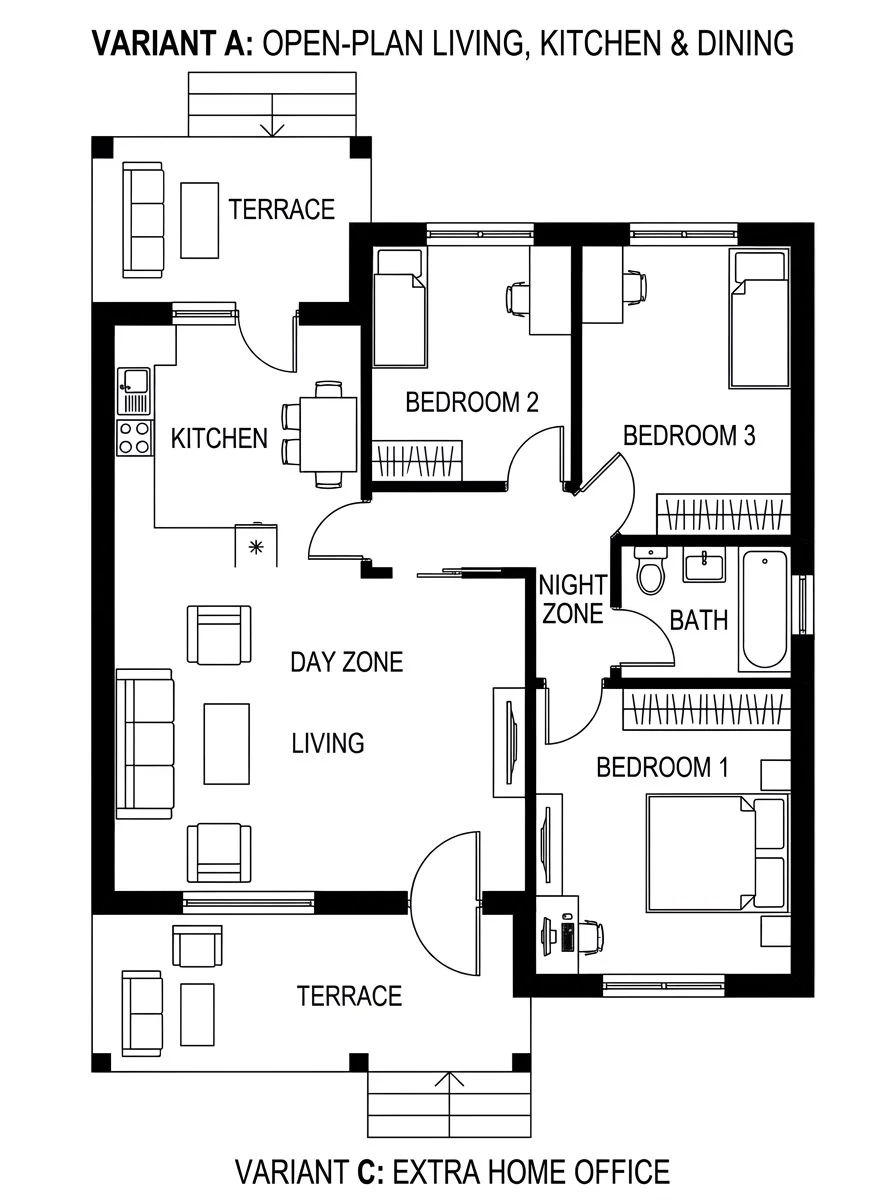 VARIANT A: OPEN-PLAN LIVING, KITCHEN & DINING
TERRACE
BEDROOM 2
KITCHEN
BEDROOM 3
NIGHT
ZONE
BATH
DAY ZONE
LIVING
BEDROOM 1
TERRACE
VARIANT C: EXTRA HOME OFFICE